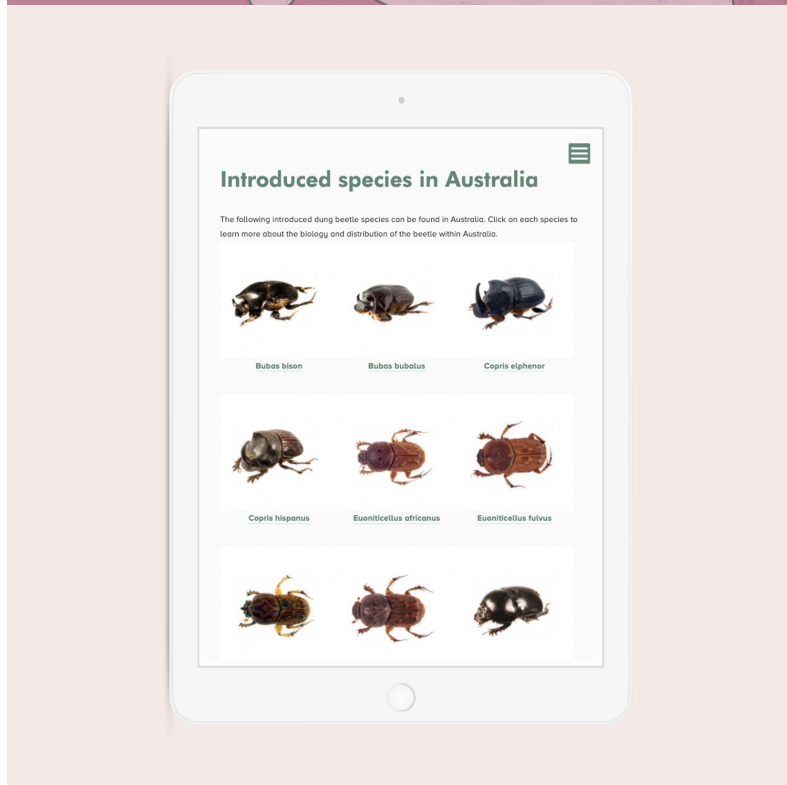 Introduced species in Australia
The following introduced dung beetle species can be found in Australia. Click on each species to
learn more about the biology and distribution of the beetle within Australia.
Bubas bison
Bubas bubalus
Copris elphenor
Copris hispanus
Euoniticellus africanus
Euoniticellus fulvus